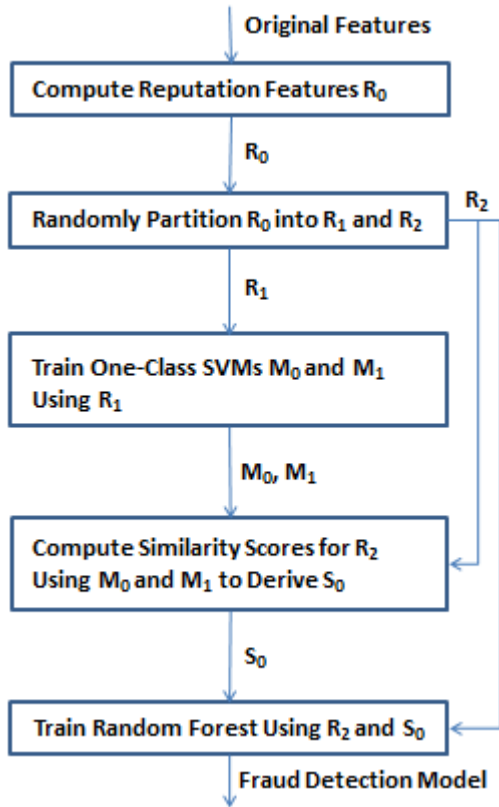 Original Features
Compute Reputation Features R₀
R₀
Randomly Partition R₀ into R₁ and R₂
R₂
R₁
Train One-Class SVMs M₀ and M₁
Using R₁
M₀, M₁
Compute Similarity Scores for R₂
Using M₀ and M₁ to Derive S₀
S₀
Train Random Forest Using R₂ and S₀
Fraud Detection Model